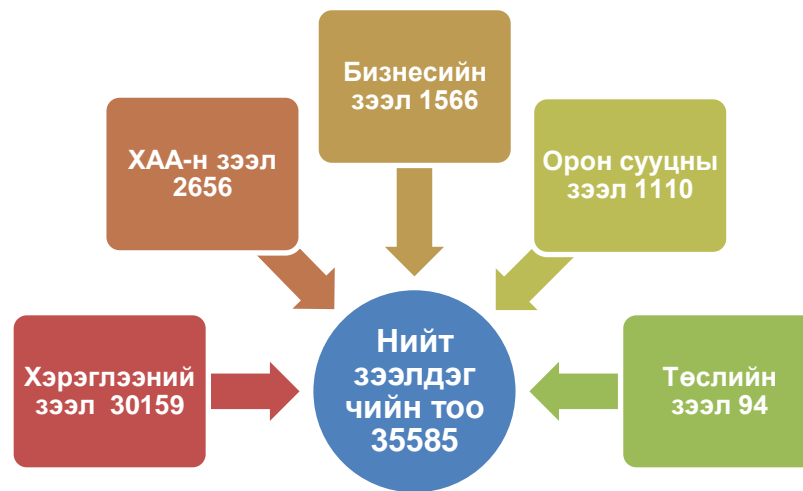 Бизнесийн
зээл 1566
ХАА-н зээл
2656
Орон сууцны
зээл 1110
Хэрэглээний
зээл 30159
Нийт
зээлдэг
чийн тоо
35585
Төслийн
зээл 94